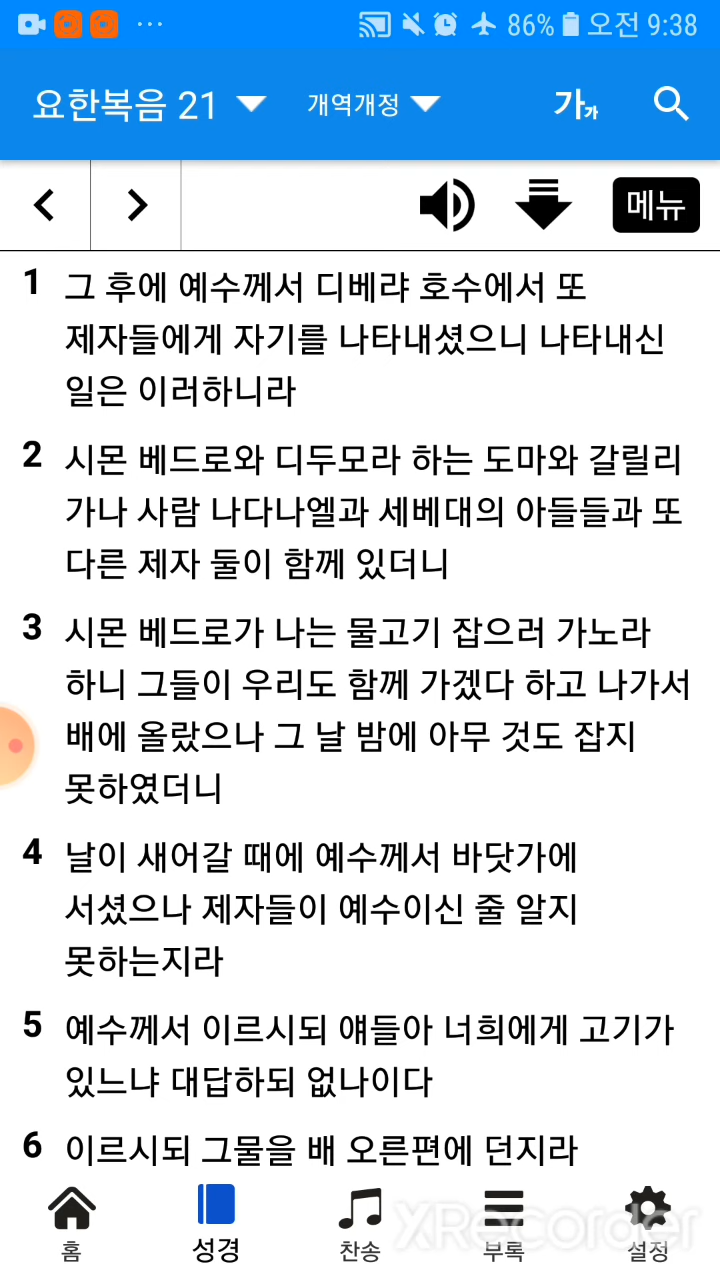 86% 오전 9:38
요한복음 21 개역개정 가가
메뉴
1 그 후에 예수께서 디베랴 호수에서 또
제자들에게 자기를 나타내셨으니 나타내신
일은 이러하니라
2 시몬 베드로와 디두모라 하는 도마와 갈릴리
가나 사람 나다나엘과 세베대의 아들들과 또
다른 제자 둘이 함께 있더니
3 시몬 베드로가 나는 물고기 잡으러 가노라
하니 그들이 우리도 함께 가겠다 하고 나가서
배에 올랐으나 그 날 밤에 아무 것도 잡지
못하였더니
4 날이 새어갈 때에 예수께서 바닷가에
서셨으나 제자들이 예수이신 줄 알지
못하는지라
5 예수께서 이르시되 얘들아 너희에게 고기가
있느냐 대답하되 없나이다
6 이르시되 그물을 배 오른편에 던지라
XRecorder
홈 성경 찬송 부록 설정